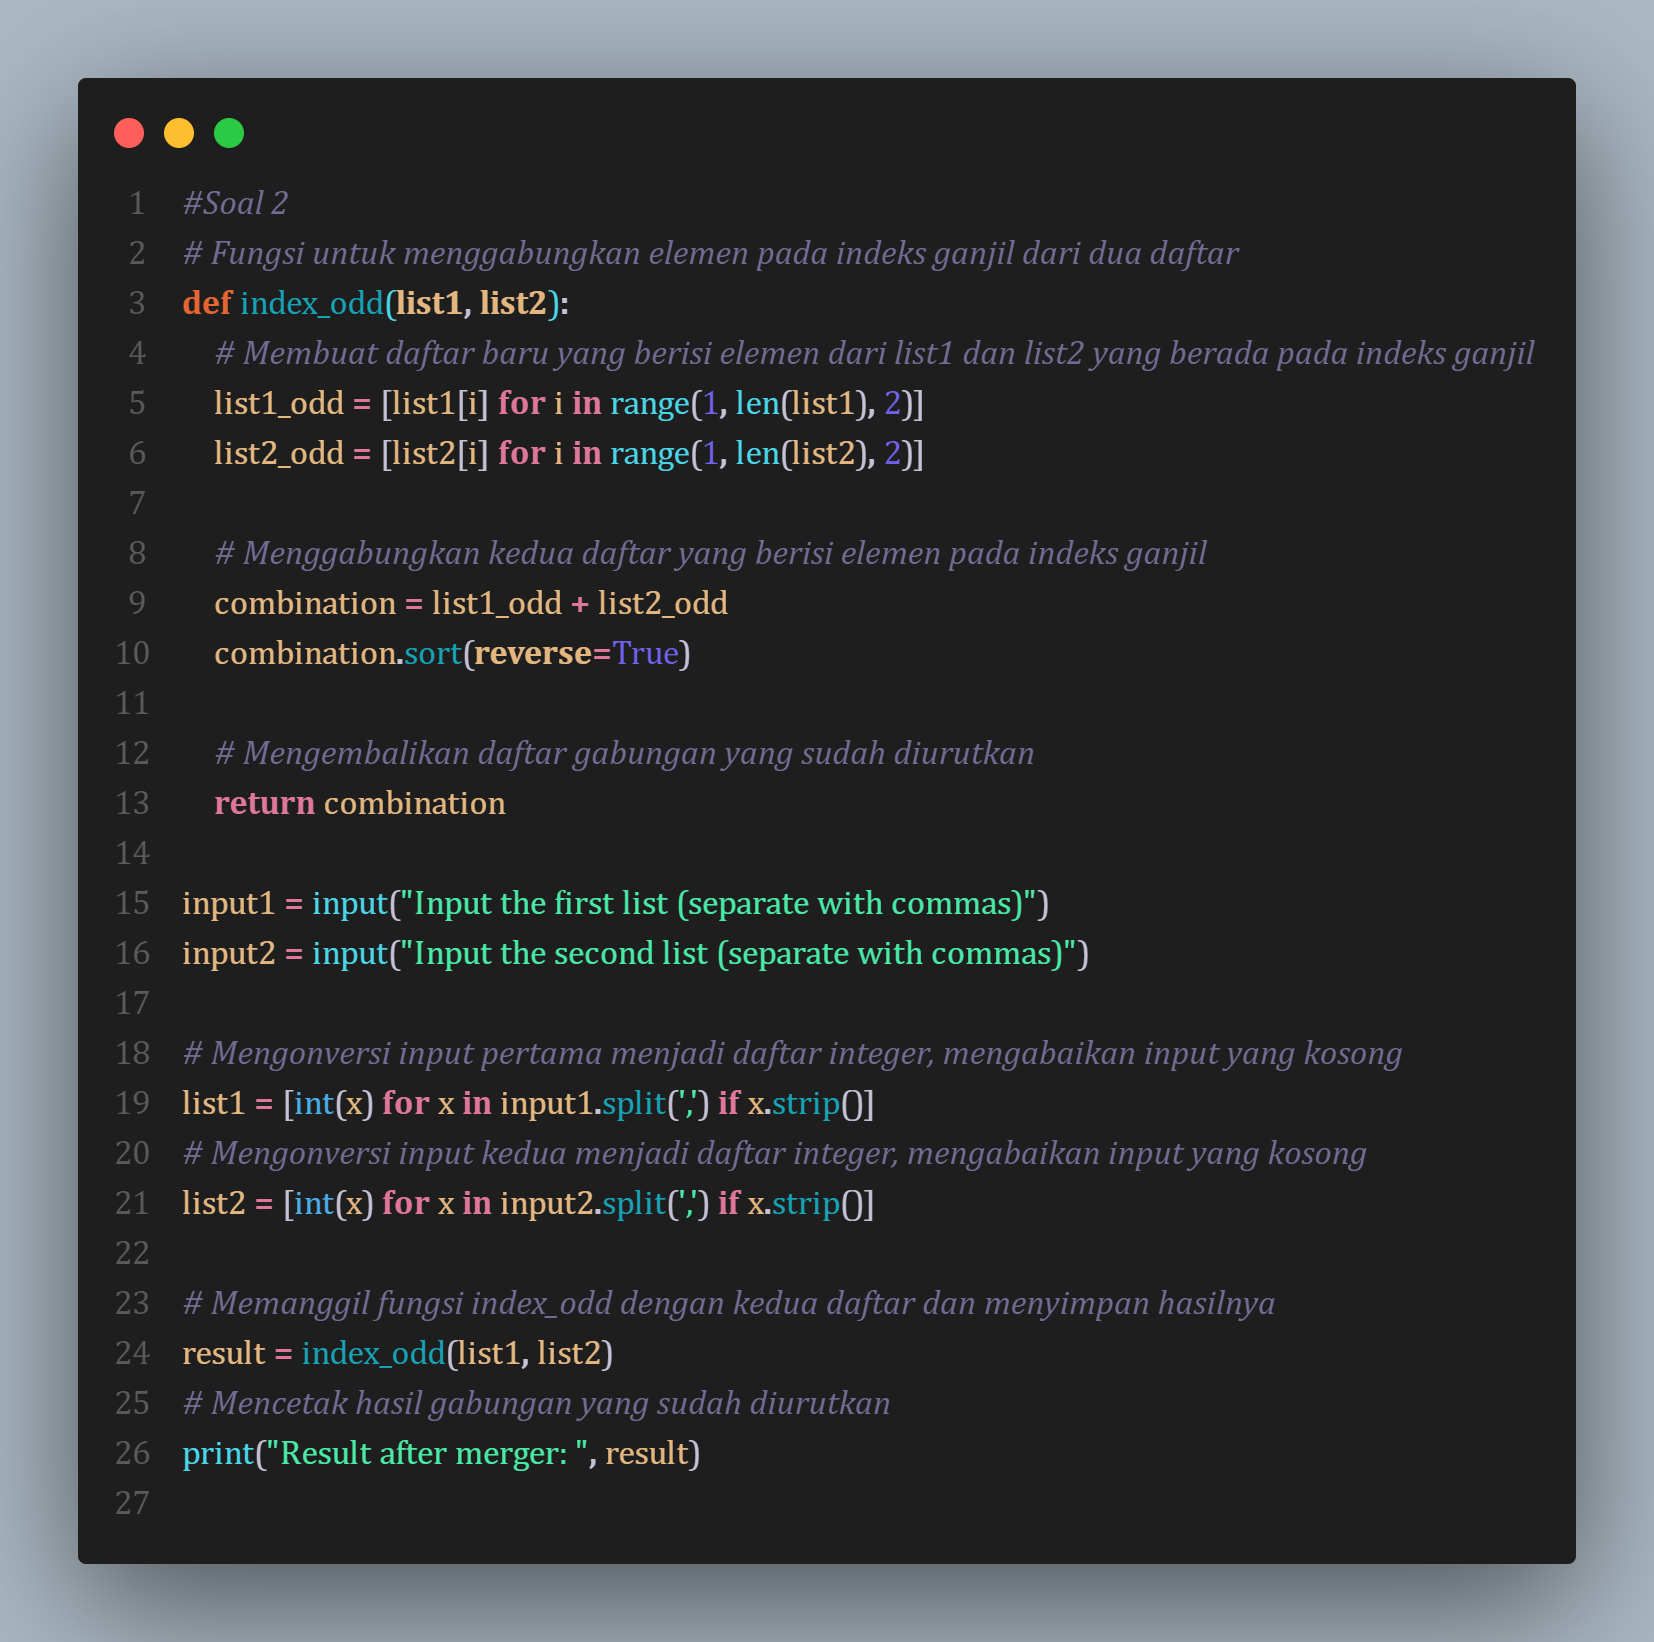 1 #Soal 2
2 # Fungsi untuk menggabungkan elemen pada indeks ganjil dari dua daftar
3 def index_odd(list1, list2):
4     # Membuat daftar baru yang berisi elemen dari list1 dan list2 yang berada pada indeks ganjil
5     list1_odd = [list1[i] for i in range(1, len(list1), 2)]
6     list2_odd = [list2[i] for i in range(1, len(list2), 2)]
7
8     # Menggabungkan kedua daftar yang berisi elemen pada indeks ganjil
9     combination = list1_odd + list2_odd
10     combination.sort(reverse=True)
11
12     # Mengembalikan daftar gabungan yang sudah diurutkan
13     return combination
14
15 input1 = input("Input the first list (separate with commas)")
16 input2 = input("Input the second list (separate with commas)")
17
18 # Mengonversi input pertama menjadi daftar integer, mengabaikan input yang kosong
19 list1 = [int(x) for x in input1.split(',') if x.strip()]
20 # Mengonversi input kedua menjadi daftar integer, mengabaikan input yang kosong
21 list2 = [int(x) for x in input2.split(',') if x.strip()]
22
23 # Memanggil fungsi index_odd dengan kedua daftar dan menyimpan hasilnya
24 result = index_odd(list1, list2)
25 # Mencetak hasil gabungan yang sudah diurutkan
26 print("Result after merger: ", result)
27